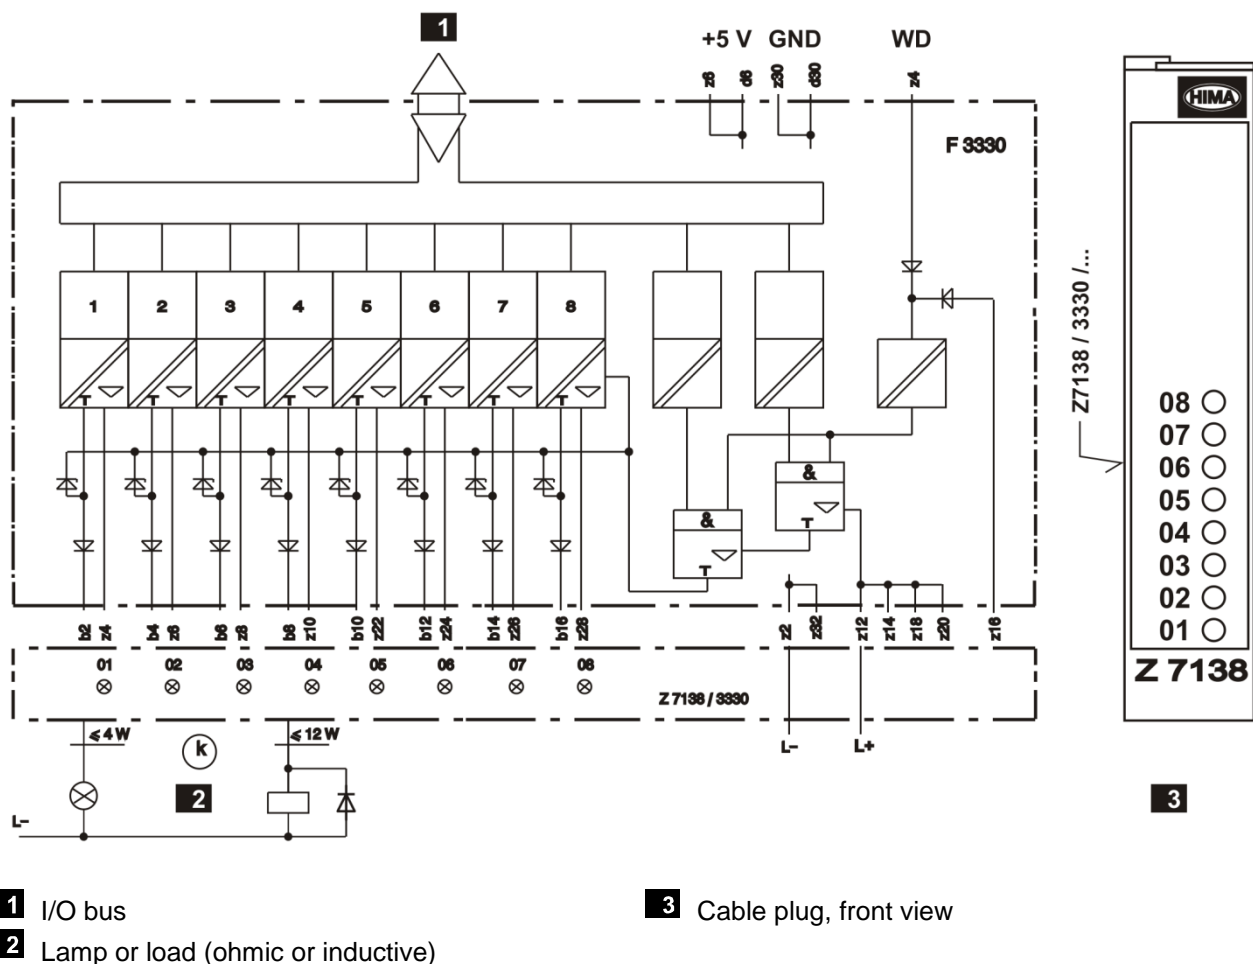 1
+5 V GND WD
z6 d6 z30 d30 z4
HIMA
F 3330
Z7138 / 3330 /...
1 2 3 4 5 6 7 8
T T T T T T T T
&
T
&
T
08
07
06
05
04
03
02
01
Z 7138
b2 z4 b4 z6 b6 z8 b8 z10 b10 z22 b12 z24 b14 z26 b16 z28 z2 z32 z12 z14 z18 z20 z16
01 02 03 04 05 06 07 08
Z 7138 / 3330
⩽ 4 W k ⩽ 12 W L- L+
2
3
L-
1 I/O bus
3 Cable plug, front view
2 Lamp or load (ohmic or inductive)